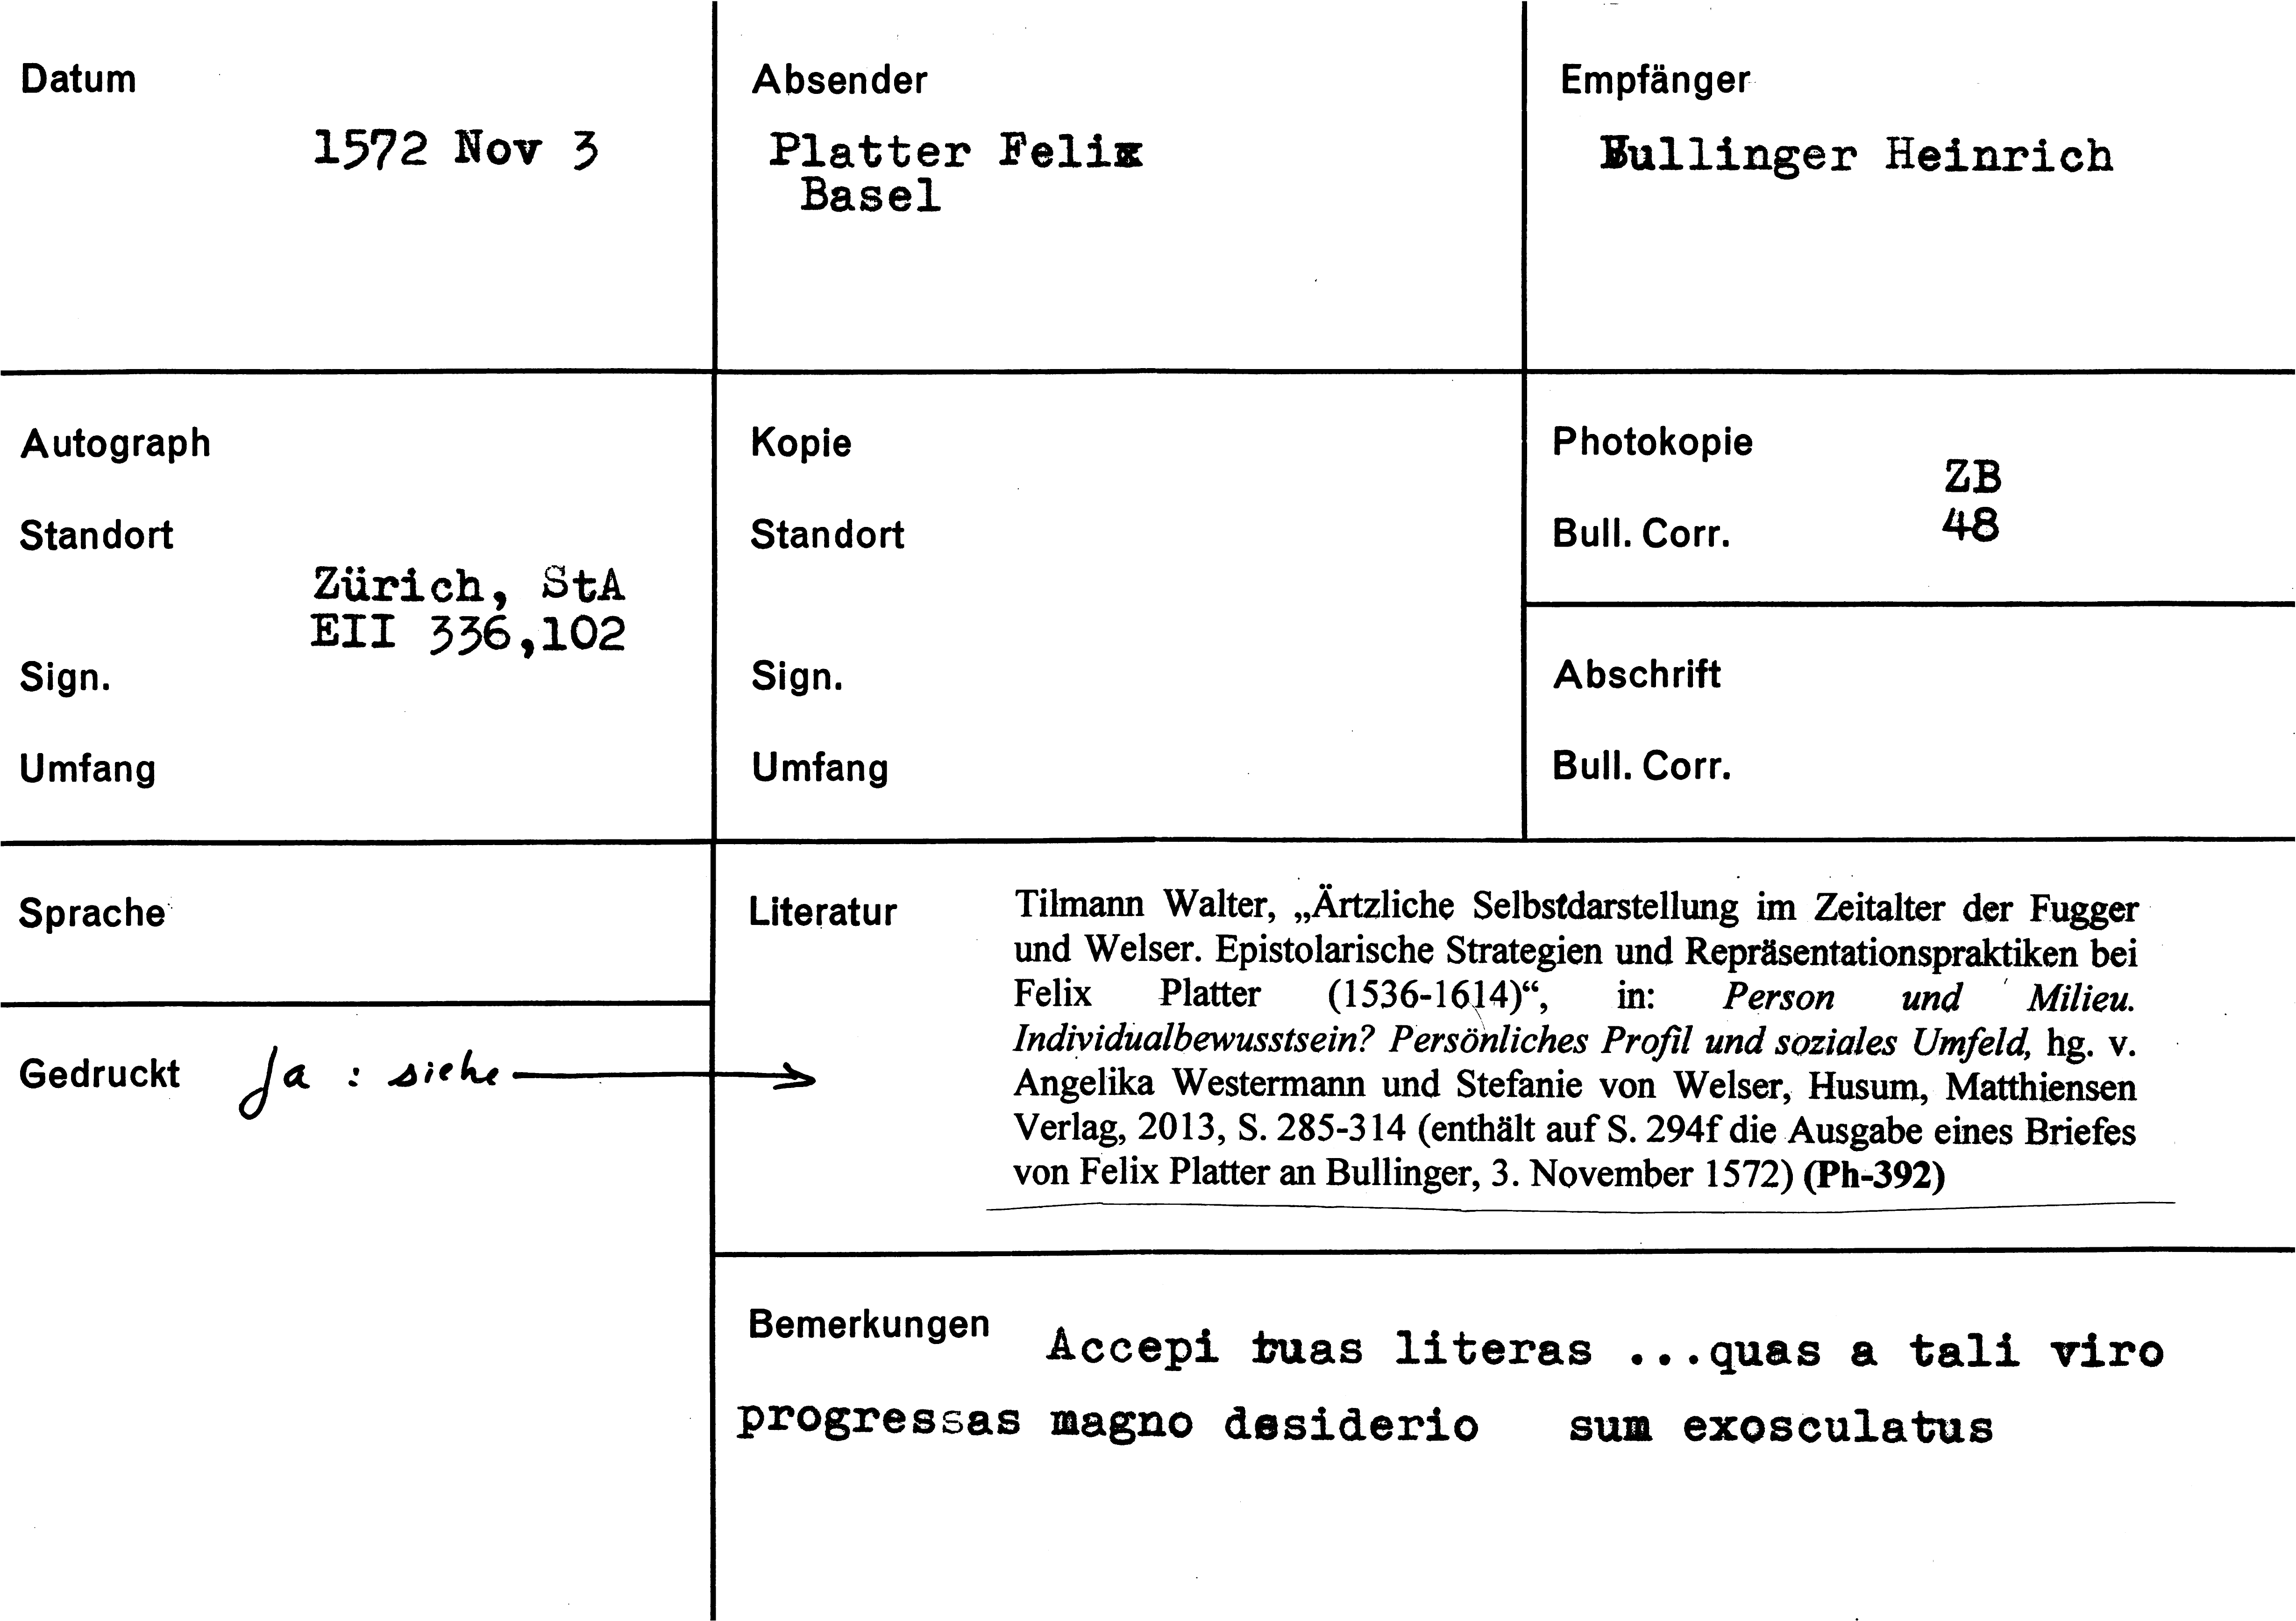 Datum
1572 Nov 3
Absender
Platter Felix
Basel
Empfänger
Bullinger Heinrich
Autograph
Standort
Zürich, StA
EII 336,102
Sign.
Umfang
Kopie
Standort
Sign.
Umfang
Photokopie
ZB
Bull. Corr. 48
Abschrift
Bull. Corr.
Sprache
Gedruckt Ja : siehe →
Literatur
Tilmann Walter, „Ärtzliche Selbstdarstellung im Zeitalter der Fugger
und Welser. Epistolarische Strategien und Repräsentationspraktiken bei
Felix Platter (1536-1614)“, in: Person und Milieu.
Individualbewusstsein? Persönliches Profil und soziales Umfeld, hg. v.
Angelika Westermann und Stefanie von Welser, Husum, Matthiensen
Verlag, 2013, S. 285-314 (enthält auf S. 294f die Ausgabe eines Briefes
von Felix Platter an Bullinger, 3. November 1572) (Ph-392)
Bemerkungen Accepi tuas literas ...quas a tali viro
progressas magno desiderio sum exosculatus